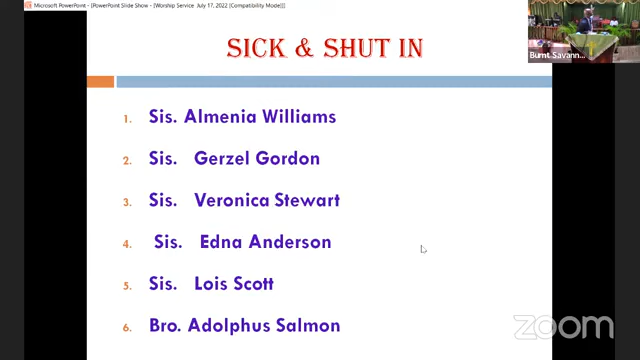 Microsoft PowerPoint - [PowerPoint Slide Show - [Worship Service July 17, 2022 [Compatibility Mode]]]
Burnt Savann...
SICK & SHUT IN
1. Sis. Almenia Williams
2. Sis. Gerzel Gordon
3. Sis. Veronica Stewart
4. Sis. Edna Anderson
5. Sis. Lois Scott
6. Bro. Adolphus Salmon
zoom